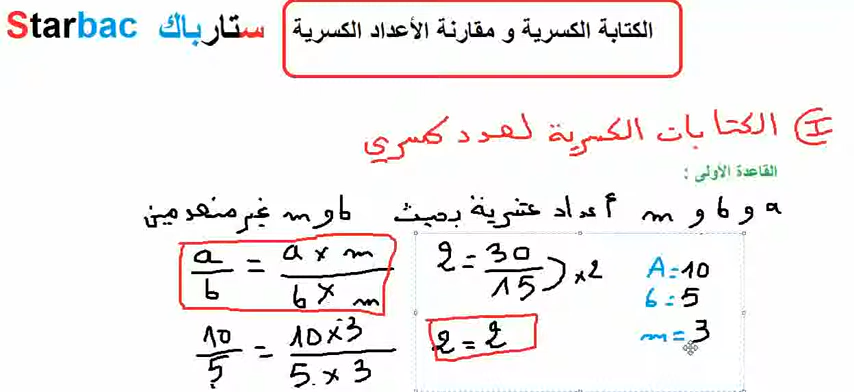 Starbac ستارباك
الكتابة الكسرية و مقارنة الأعداد الكسرية
I) الكتابات الكسرية لعدد كسري
القاعدة الأولى :
a و b و m أعداد عشرية بحيث b و m غير منعدمين
a/b = a × m / b × m
2 = 30/15 ) × 2
A = 10
b = 5
m = 3
10/5 = 10 × 3 / 5 . × 3
2 = 2